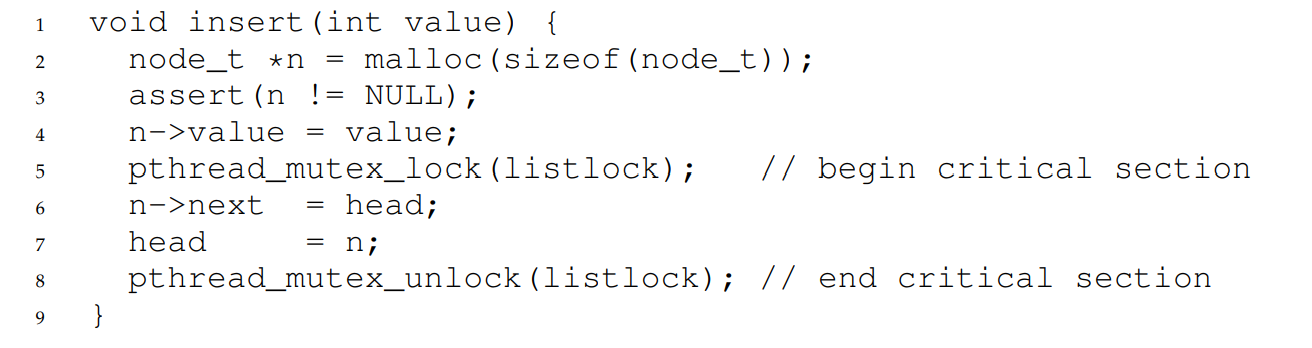 1 void insert(int value) {
2 node_t *n = malloc(sizeof(node_t));
3 assert(n != NULL);
4 n->value = value;
5 pthread_mutex_lock(listlock); // begin critical section
6 n->next = head;
7 head = n;
8 pthread_mutex_unlock(listlock); // end critical section
9 }